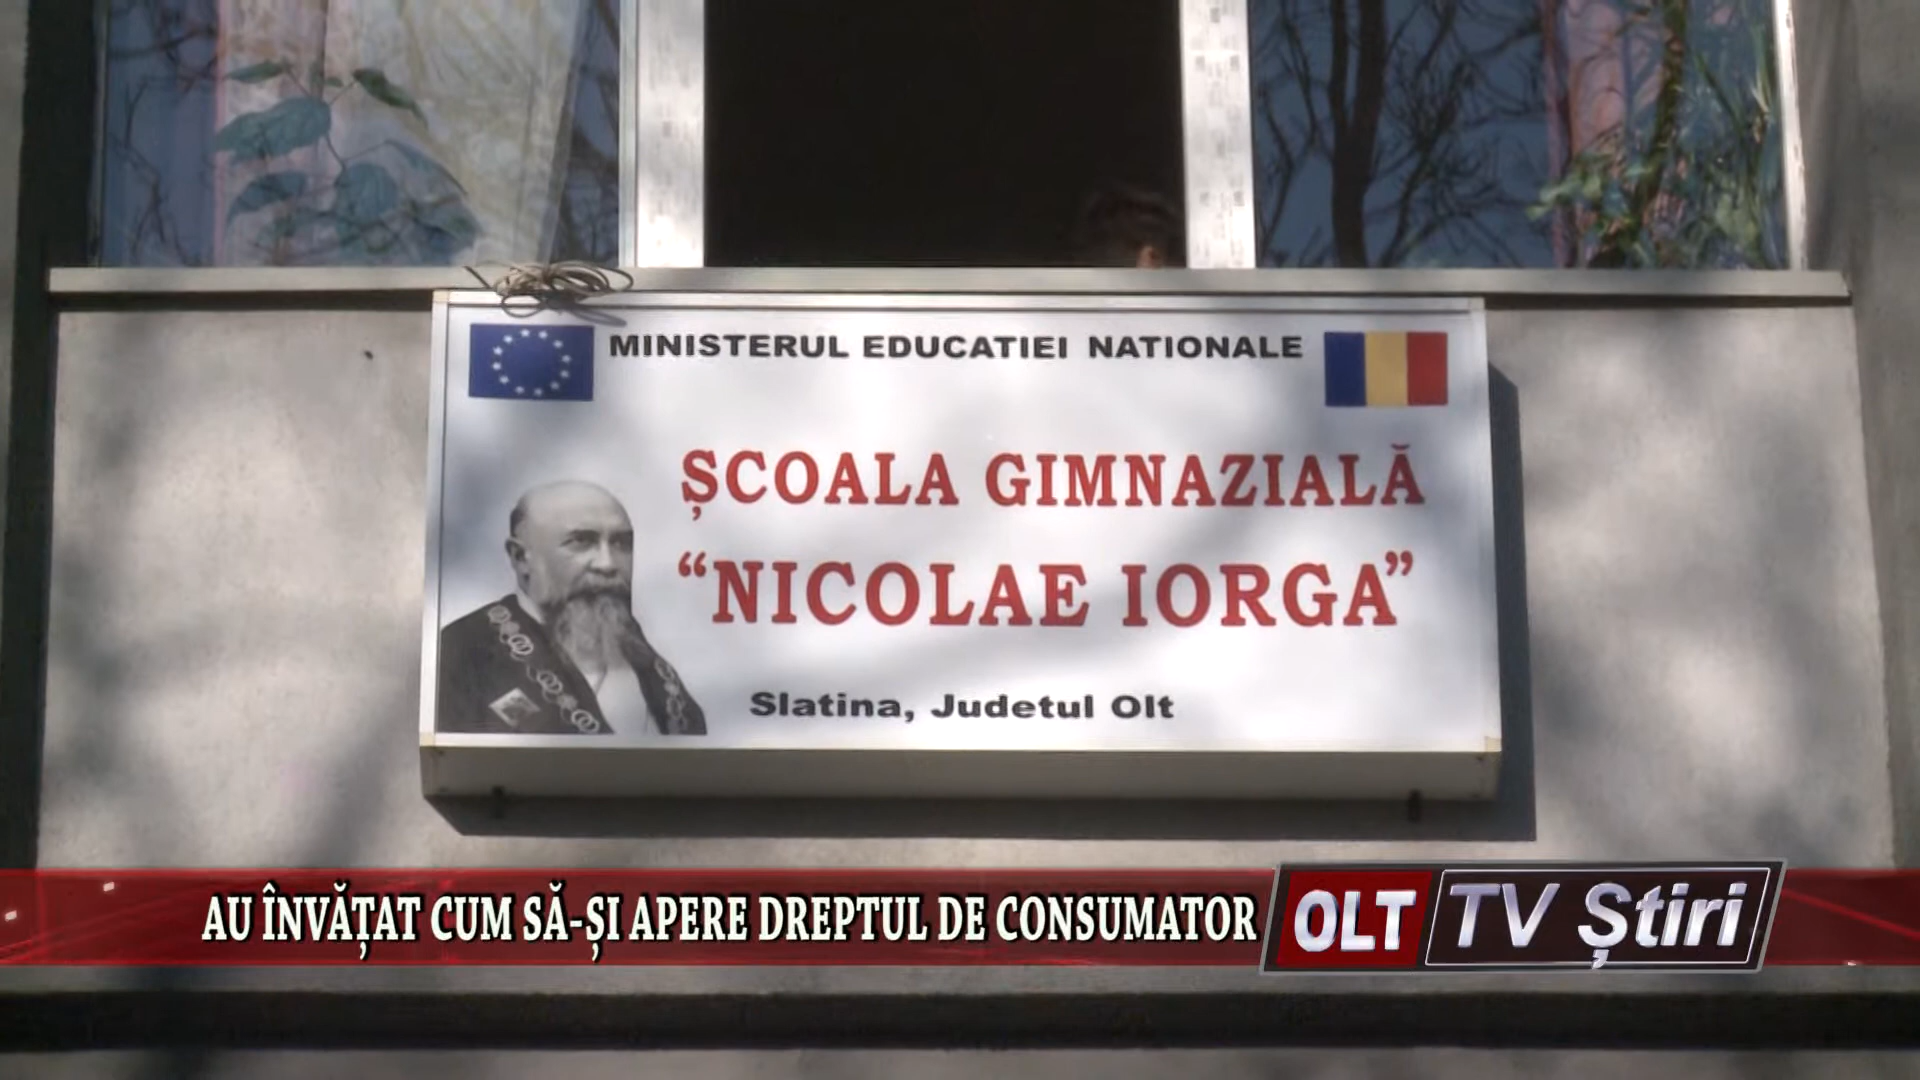 MINISTERUL EDUCATIEI NATIONALE
ȘCOALA GIMNAZIALĂ
“NICOLAE IORGA”
Slatina, Judetul Olt
AU ÎNVĂȚAT CUM SĂ-ȘI APERE DREPTUL DE CONSUMATOR
OLT TV Știri